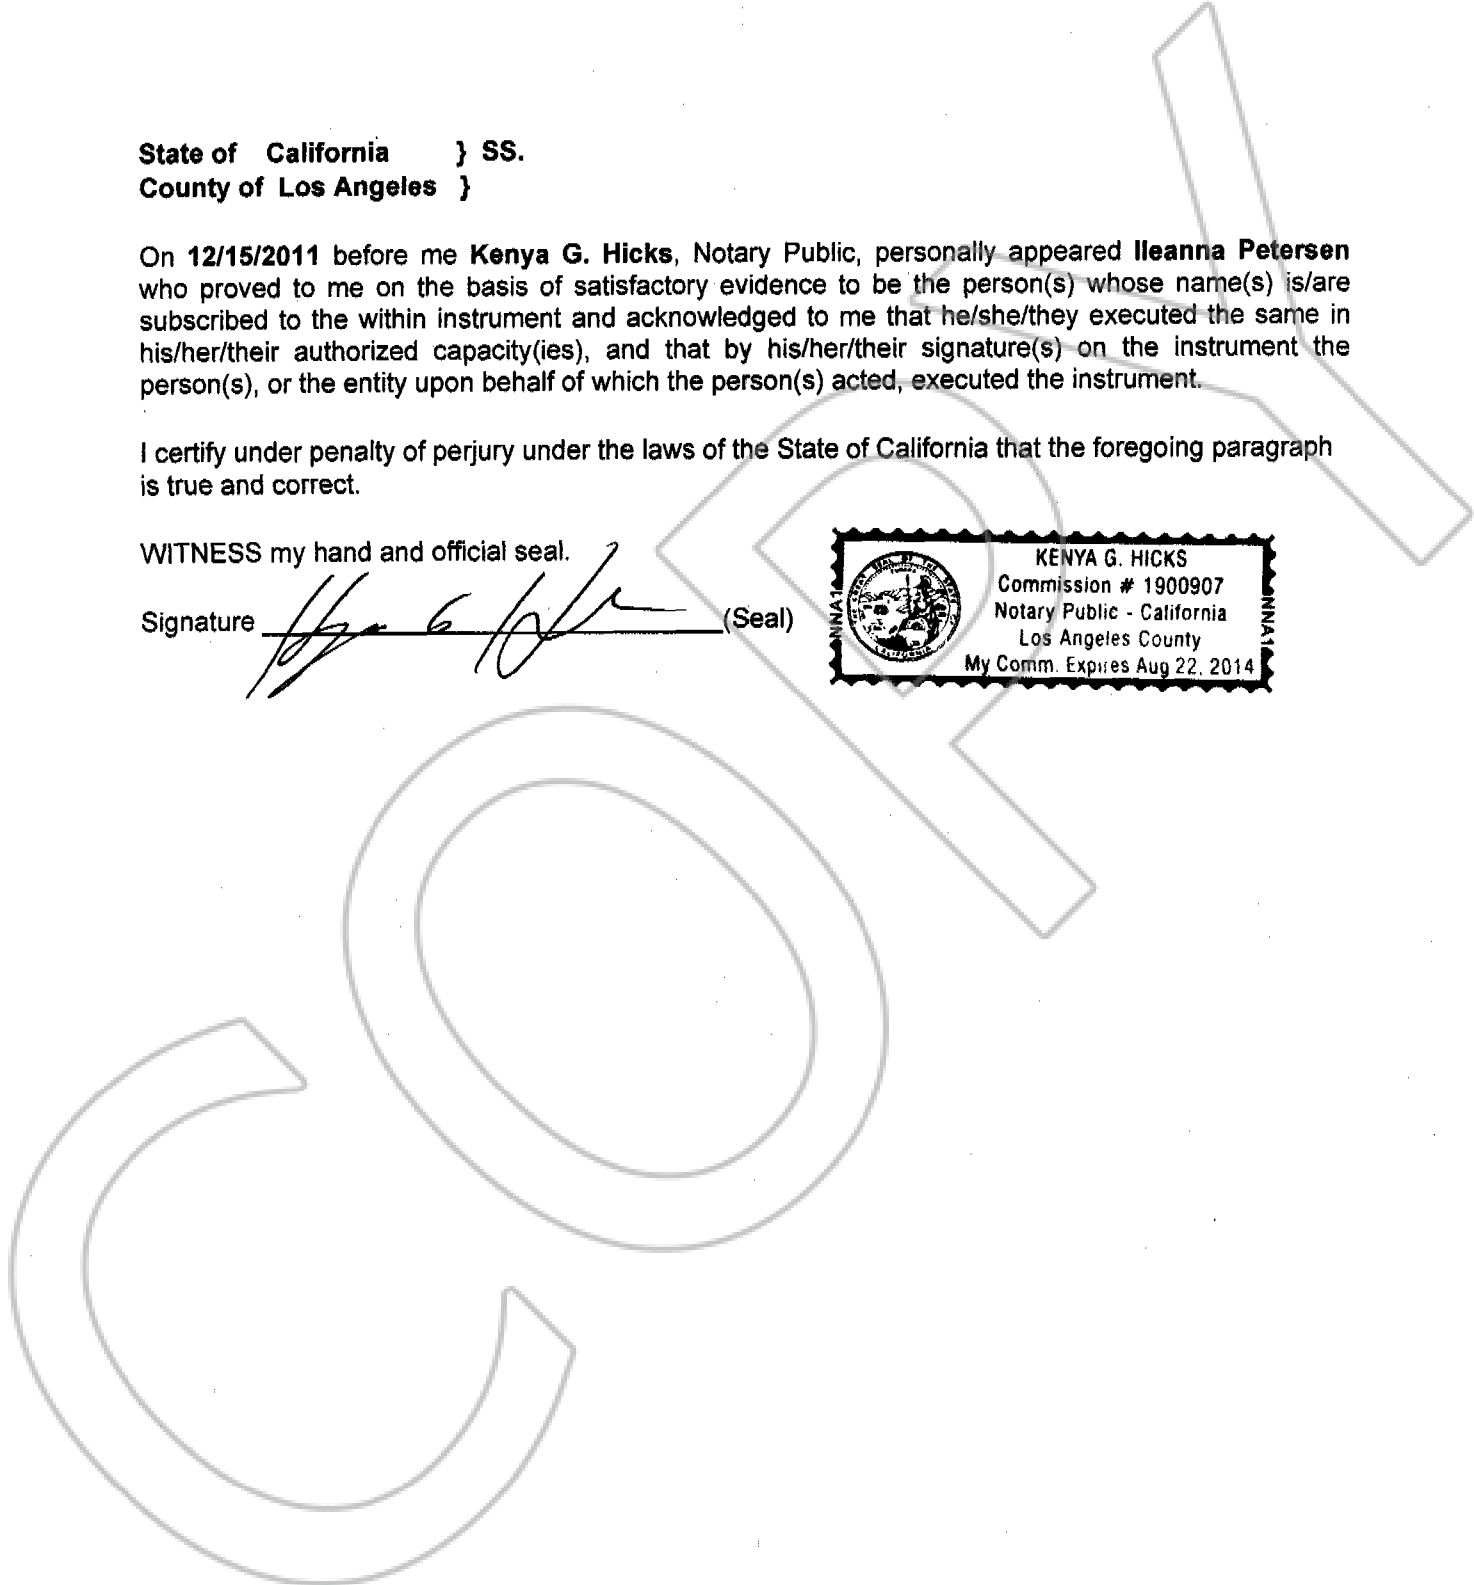 State of California } SS.
County of Los Angeles }
On 12/15/2011 before me Kenya G. Hicks, Notary Public, personally appeared Ileanna Petersen
who proved to me on the basis of satisfactory evidence to be the person(s) whose name(s) is/are
subscribed to the within instrument and acknowledged to me that he/she/they executed the same in
his/her/their authorized capacity(ies), and that by his/her/their signature(s) on the instrument the
person(s), or the entity upon behalf of which the person(s) acted, executed the instrument.
I certify under penalty of perjury under the laws of the State of California that the foregoing paragraph
is true and correct.
WITNESS my hand and official seal.
Signature (Seal)
NNA1
KENYA G. HICKS
Commission # 1900907
Notary Public - California
Los Angeles County
My Comm. Expires Aug 22, 2014
NNA1
COPY